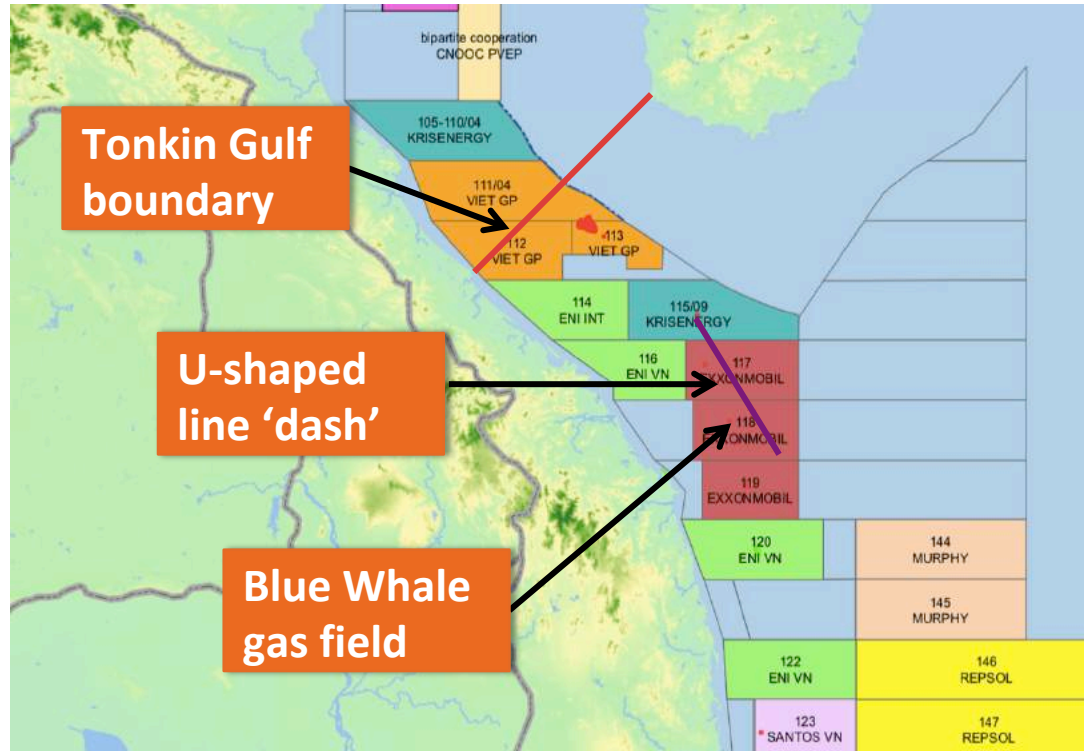 bipartite cooperation
CNOOC PVEP
105-110/04
KRISENERGY
Tonkin Gulf
boundary
111/04
VIET GP
112
VIET GP
113
VIET GP
114
ENI INT
115/09
KRISENERGY
U-shaped
line ‘dash’
116
ENI VN
117
EXXONMOBIL
118
EXXONMOBIL
119
EXXONMOBIL
120
ENI VN
144
MURPHY
Blue Whale
gas field
145
MURPHY
122
ENI VN
146
REPSOL
123
SANTOS VN
147
REPSOL